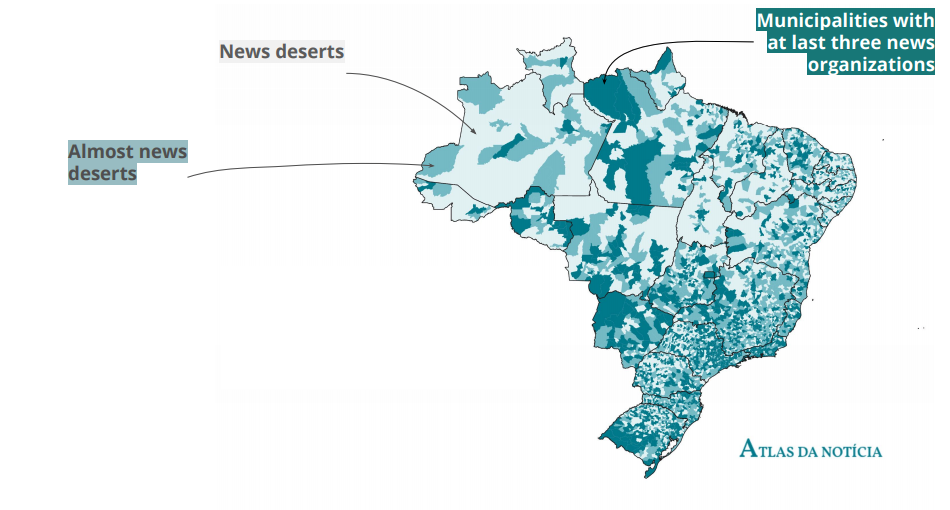 Municipalities with
at last three news
organizations
News deserts
Almost news
deserts
ATLAS DA NOTÍCIA